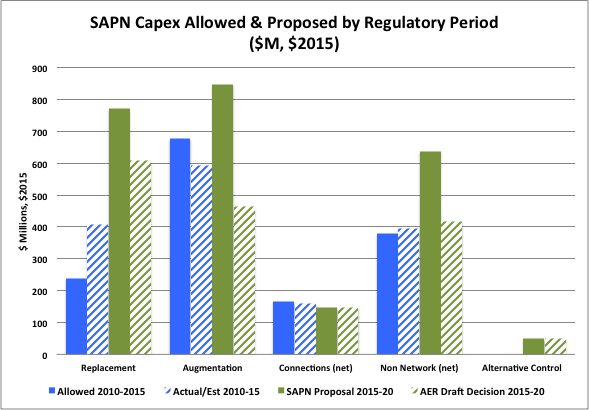 SAPN Capex Allowed & Proposed by Regulatory Period
($M, $2015)
$ Millions, $2015
900
800
700
600
500
400
300
200
100
0
Replacement Augmentation Connections (net) Non Network (net) Alternative Control
Allowed 2010-2015 Actual/Est 2010-15 SAPN Proposal 2015-20 AER Draft Decision 2015-20